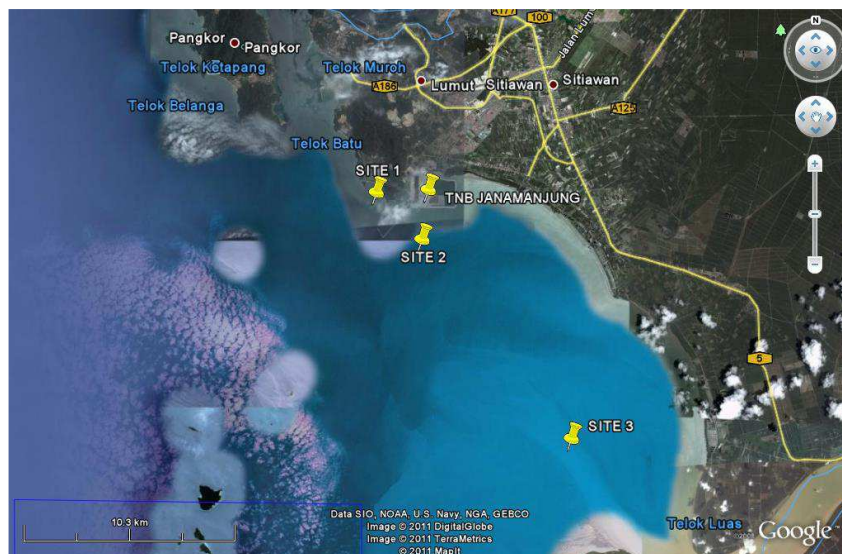 A177
100
Jalan Lumu
N
Pangkor
Pangkor
Telok Ketapang
Telok Muroh
A186
Lumut
Sitiawan
Sitiawan
Telok Belanga
A125
Telok Batu
SITE 1
TNB JANAMANJUNG
SITE 2
5
SITE 3
10.3 km
Data SIO, NOAA, U.S. Navy, NGA, GEBCO
Image © 2011 DigitalGlobe
Image © 2011 TerraMetrics
© 2011 MapIt
Telok Luas
Google